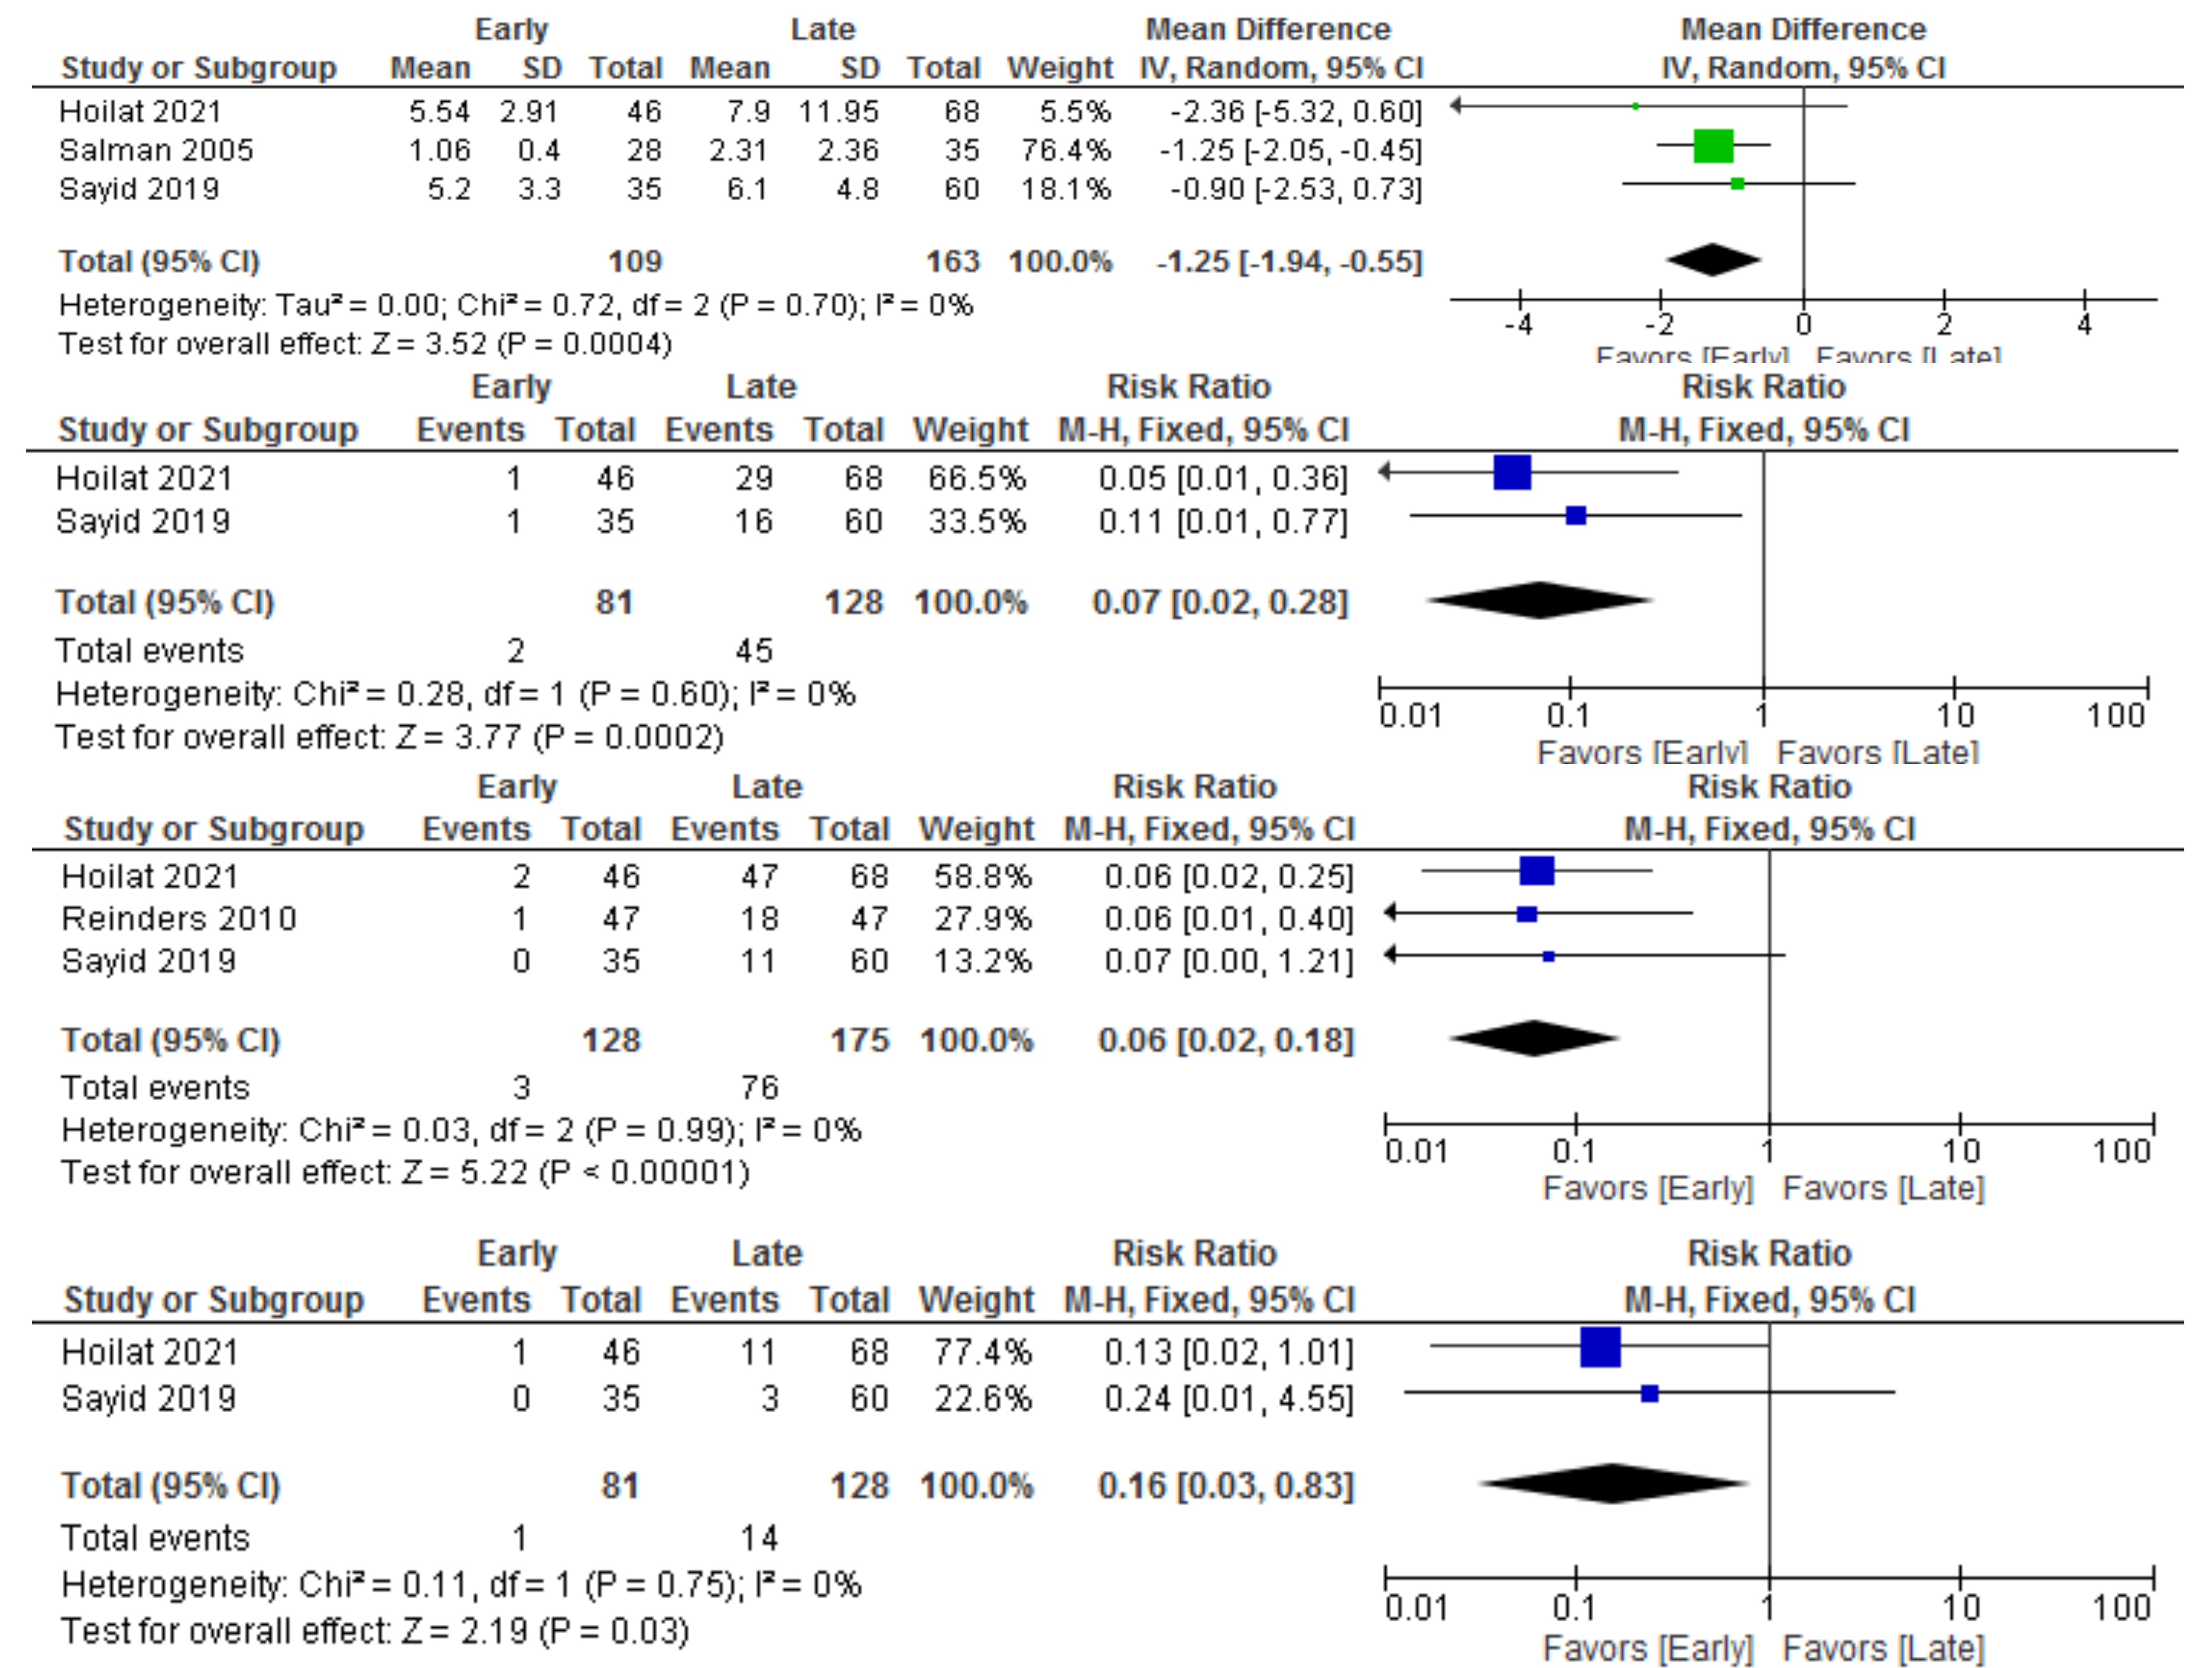 Early Late Mean Difference Mean Difference
Study or Subgroup Mean SD Total Mean SD Total Weight IV, Random, 95% CI IV, Random, 95% CI
Hoilat 2021 5.54 2.91 46 7.9 11.95 68 5.5% -2.36 [-5.32, 0.60]
Salman 2005 1.06 0.4 28 2.31 2.36 35 76.4% -1.25 [-2.05, -0.45]
Sayid 2019 5.2 3.3 35 6.1 4.8 60 18.1% -0.90 [-2.53, 0.73]
Total (95% CI) 109 163 100.0% -1.25 [-1.94, -0.55]
Heterogeneity: Tau² = 0.00; Chi² = 0.72, df = 2 (P = 0.70); I² = 0%
Test for overall effect: Z = 3.52 (P = 0.0004)
-4 -2 0 2 4
Favors [Early] Favors [Late]
Early Late Risk Ratio Risk Ratio
Study or Subgroup Events Total Events Total Weight M-H, Fixed, 95% CI M-H, Fixed, 95% CI
Hoilat 2021 1 46 29 68 66.5% 0.05 [0.01, 0.36]
Sayid 2019 1 35 16 60 33.5% 0.11 [0.01, 0.77]
Total (95% CI) 81 128 100.0% 0.07 [0.02, 0.28]
Total events 2 45
Heterogeneity: Chi² = 0.28, df = 1 (P = 0.60); I² = 0%
Test for overall effect: Z = 3.77 (P = 0.0002)
0.01 0.1 1 10 100
Favors [Early] Favors [Late]
Early Late Risk Ratio Risk Ratio
Study or Subgroup Events Total Events Total Weight M-H, Fixed, 95% CI M-H, Fixed, 95% CI
Hoilat 2021 2 46 47 68 58.8% 0.06 [0.02, 0.25]
Reinders 2010 1 47 18 47 27.9% 0.06 [0.01, 0.40]
Sayid 2019 0 35 11 60 13.2% 0.07 [0.00, 1.21]
Total (95% CI) 128 175 100.0% 0.06 [0.02, 0.18]
Total events 3 76
Heterogeneity: Chi² = 0.03, df = 2 (P = 0.99); I² = 0%
Test for overall effect: Z = 5.22 (P < 0.00001)
0.01 0.1 1 10 100
Favors [Early] Favors [Late]
Early Late Risk Ratio Risk Ratio
Study or Subgroup Events Total Events Total Weight M-H, Fixed, 95% CI M-H, Fixed, 95% CI
Hoilat 2021 1 46 11 68 77.4% 0.13 [0.02, 1.01]
Sayid 2019 0 35 3 60 22.6% 0.24 [0.01, 4.55]
Total (95% CI) 81 128 100.0% 0.16 [0.03, 0.83]
Total events 1 14
Heterogeneity: Chi² = 0.11, df = 1 (P = 0.75); I² = 0%
Test for overall effect: Z = 2.19 (P = 0.03)
0.01 0.1 1 10 100
Favors [Early] Favors [Late]